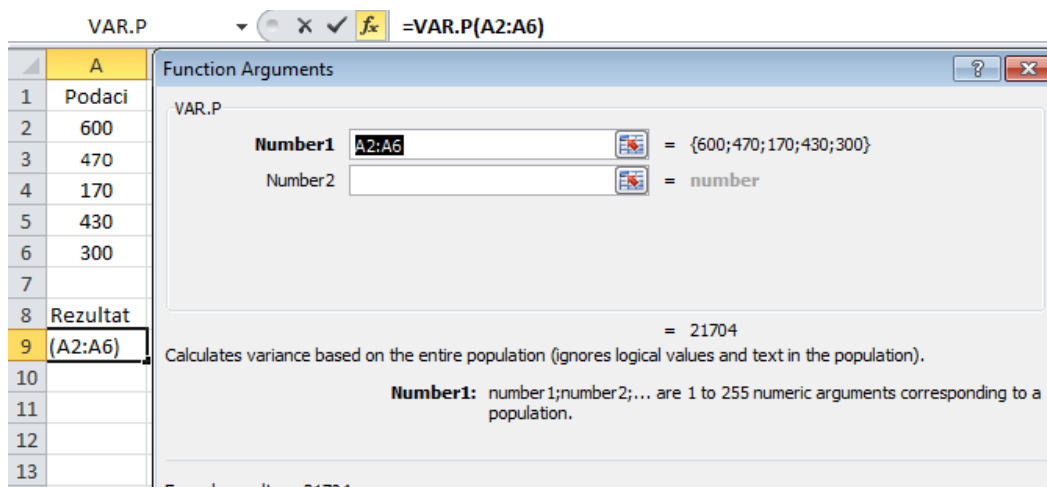 VAR.P fx =VAR.P(A2:A6)
A Function Arguments
1 Podaci VAR.P
2 600 Number1 A2:A6 = {600;470;170;430;300}
3 470
4 170 Number2 = number
5 430
6 300
7
8 Rezultat
= 21704
9 (A2:A6)
Calculates variance based on the entire population (ignores logical values and text in the population).
10
Number1: number1;number2;... are 1 to 255 numeric arguments corresponding to a
11 population.
12
13